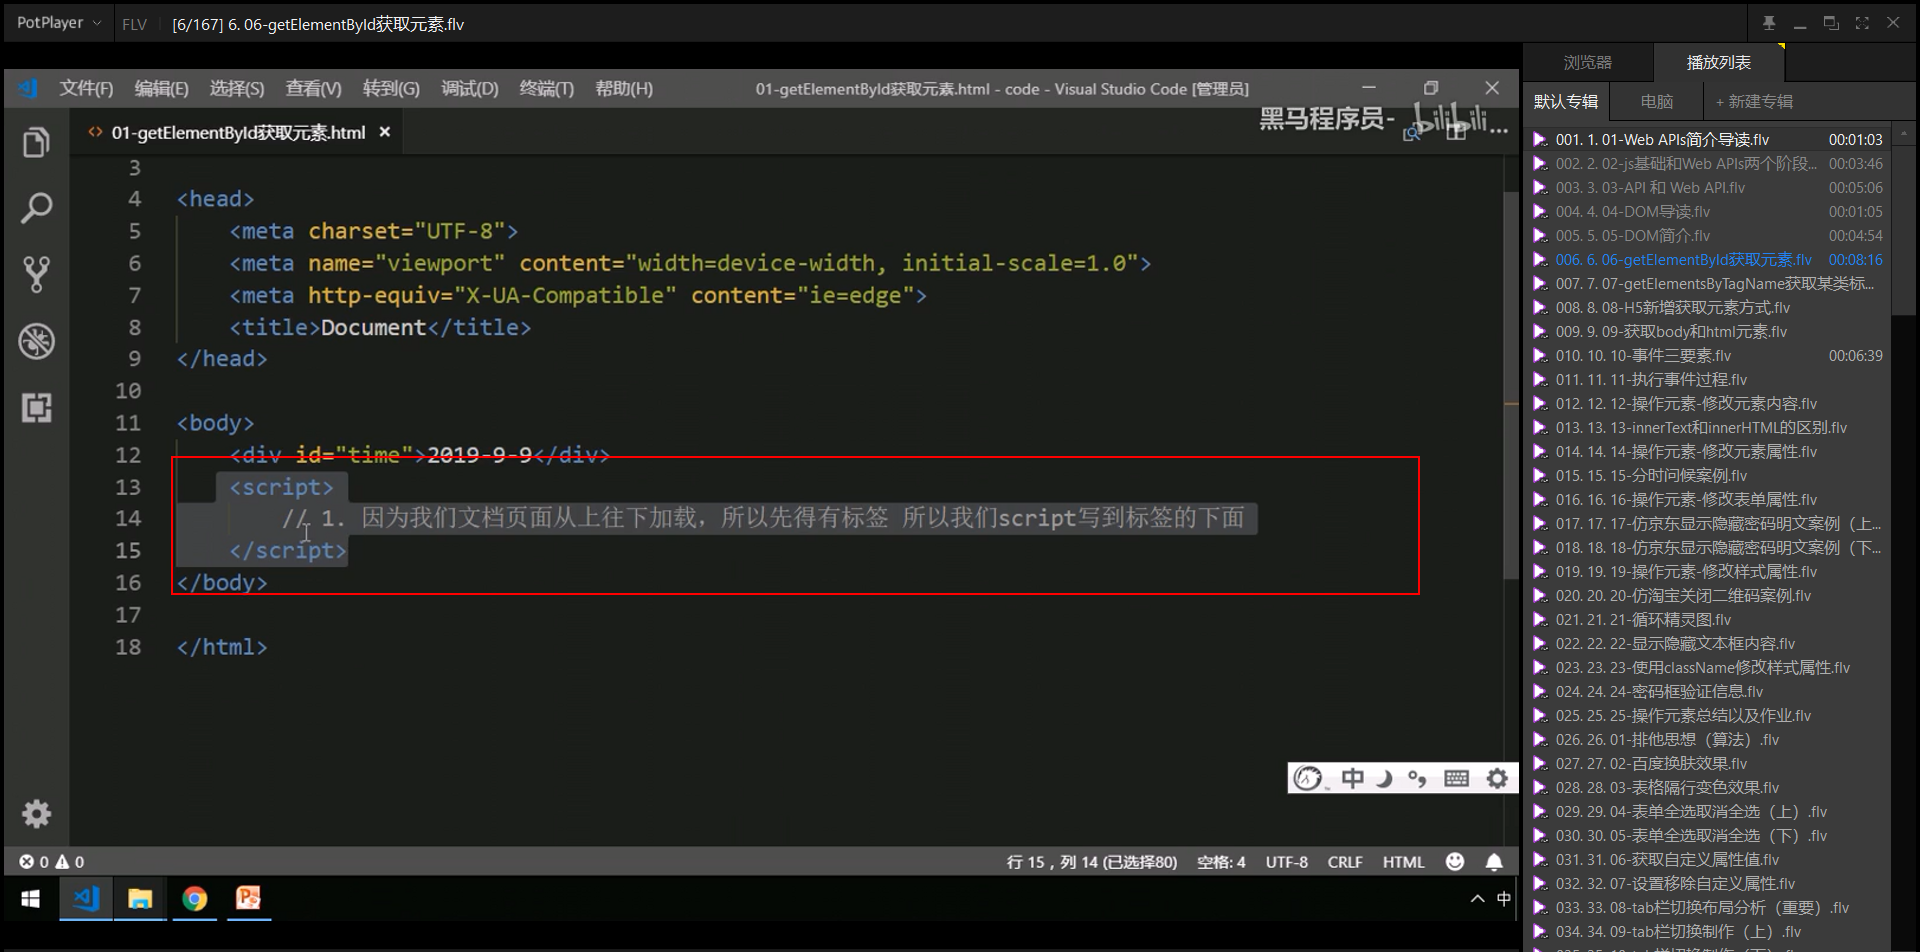 PotPlayer FLV [6/167] 6. 06-getElementById获取元素.flv
文件(F) 编辑(E) 选择(S) 查看(V) 转到(G) 调试(D) 终端(T) 帮助(H) 01-getElementById获取元素.html - code - Visual Studio Code [管理员]
01-getElementById获取元素.html
黑马程序员- bilibili
3
4 <head>
5 <meta charset="UTF-8">
6 <meta name="viewport" content="width=device-width, initial-scale=1.0">
7 <meta http-equiv="X-UA-Compatible" content="ie=edge">
8 <title>Document</title>
9 </head>
10
11 <body>
12 <div id="time">2019-9-9</div>
13 <script>
14 // 1. 因为我们文档页面从上往下加载，所以先得有标签 所以我们script写到标签的下面
15 </script>
16 </body>
17
18 </html>
中
0 0 行 15，列 14 (已选择80) 空格: 4 UTF-8 CRLF HTML
中
浏览器 播放列表
默认专辑 电脑 + 新建专辑
001. 1. 01-Web APIs简介导读.flv 00:01:03
002. 2. 02-js基础和Web APIs两个阶段... 00:03:46
003. 3. 03-API 和 Web API.flv 00:05:06
004. 4. 04-DOM导读.flv 00:01:05
005. 5. 05-DOM简介.flv 00:04:54
006. 6. 06-getElementById获取元素.flv 00:08:16
007. 7. 07-getElementsByTagName获取某类标...
008. 8. 08-H5新增获取元素方式.flv
009. 9. 09-获取body和html元素.flv
010. 10. 10-事件三要素.flv 00:06:39
011. 11. 11-执行事件过程.flv
012. 12. 12-操作元素-修改元素内容.flv
013. 13. 13-innerText和innerHTML的区别.flv
014. 14. 14-操作元素-修改元素属性.flv
015. 15. 15-分时问候案例.flv
016. 16. 16-操作元素-修改表单属性.flv
017. 17. 17-仿京东显示隐藏密码明文案例（上...
018. 18. 18-仿京东显示隐藏密码明文案例（下...
019. 19. 19-操作元素-修改样式属性.flv
020. 20. 20-仿淘宝关闭二维码案例.flv
021. 21. 21-循环精灵图.flv
022. 22. 22-显示隐藏文本框内容.flv
023. 23. 23-使用className修改样式属性.flv
024. 24. 24-密码框验证信息.flv
025. 25. 25-操作元素总结以及作业.flv
026. 26. 01-排他思想（算法）.flv
027. 27. 02-百度换肤效果.flv
028. 28. 03-表格隔行变色效果.flv
029. 29. 04-表单全选取消全选（上）.flv
030. 30. 05-表单全选取消全选（下）.flv
031. 31. 06-获取自定义属性值.flv
032. 32. 07-设置移除自定义属性.flv
033. 33. 08-tab栏切换布局分析（重要）.flv
034. 34. 09-tab栏切换制作（上）.flv